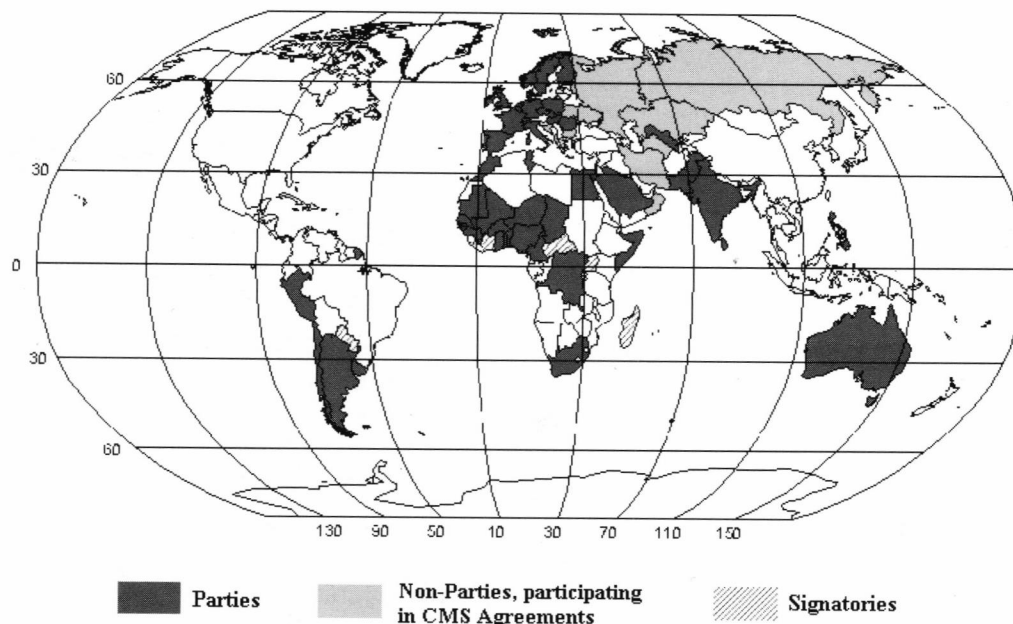 60
30
0
30
60
130 90 50 10 30 70 110 150
Parties
Non-Parties, participating
in CMS Agreements
Signatories